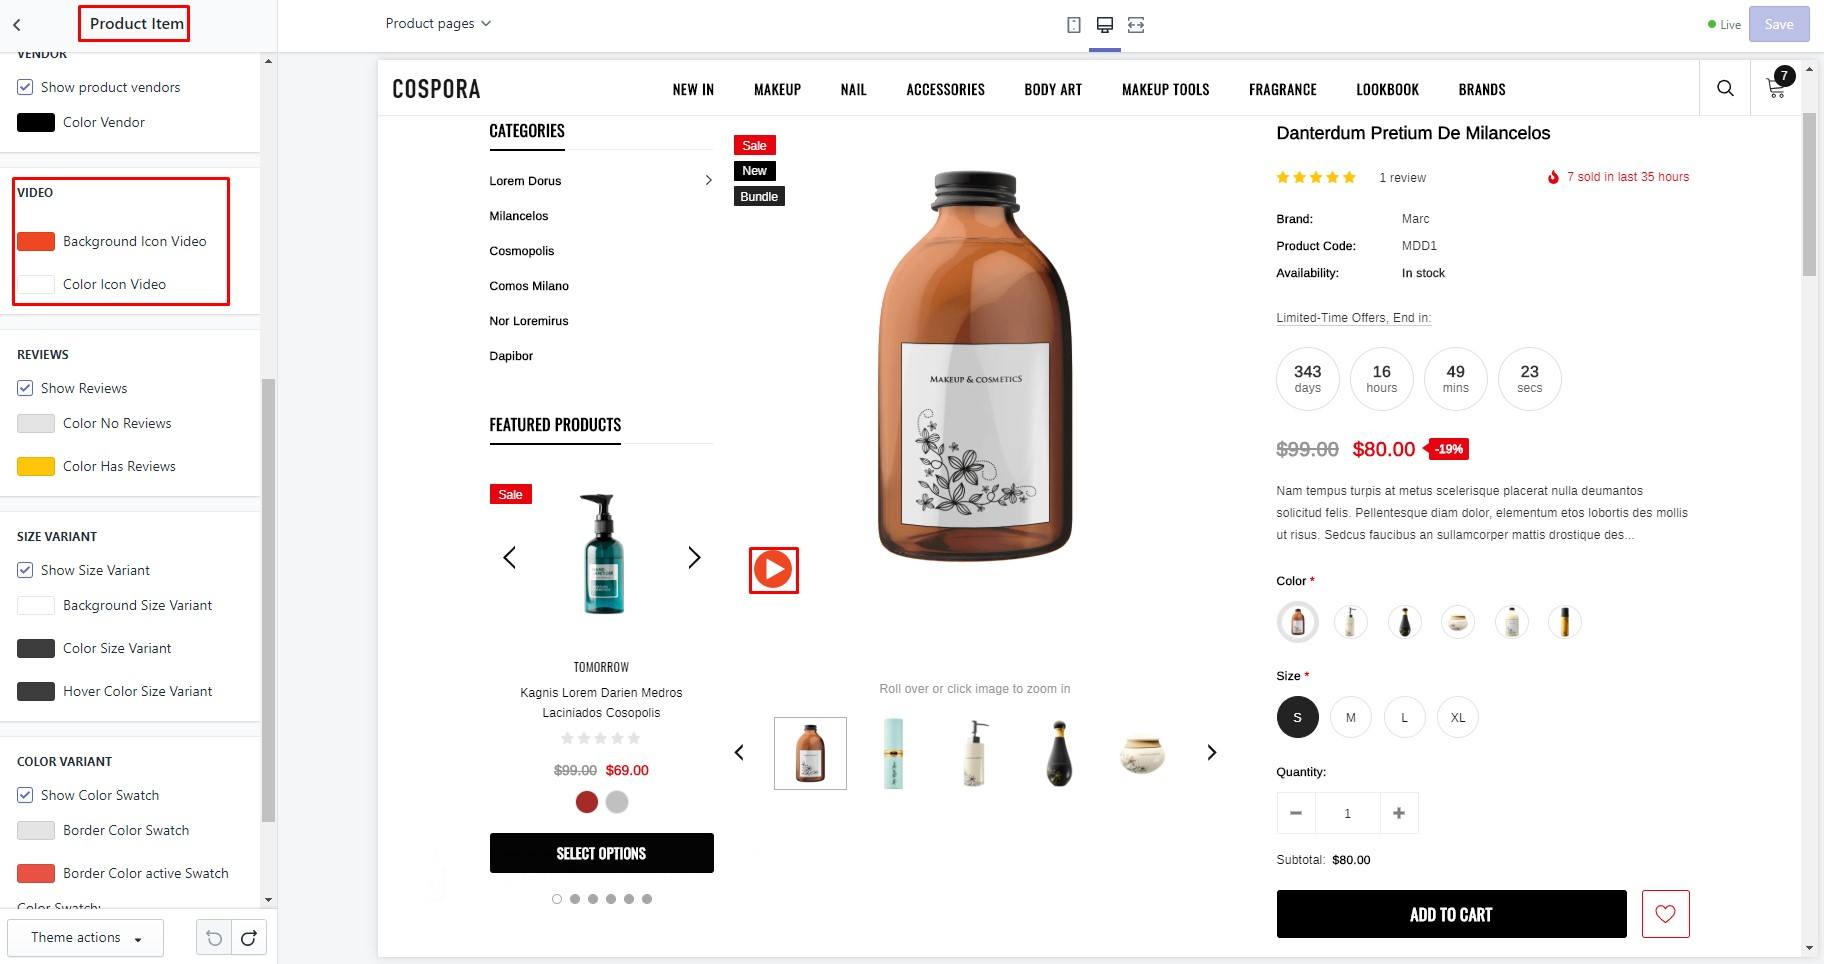 Product Item
Product pages
Live
Save
VENDOR
Show product vendors
Color Vendor
VIDEO
Background Icon Video
Color Icon Video
REVIEWS
Show Reviews
Color No Reviews
Color Has Reviews
SIZE VARIANT
Show Size Variant
Background Size Variant
Color Size Variant
Hover Color Size Variant
COLOR VARIANT
Show Color Swatch
Border Color Swatch
Border Color active Swatch
Color Swatch:
Theme actions
COSPORA
NEW IN
MAKEUP
NAIL
ACCESSORIES
BODY ART
MAKEUP TOOLS
FRAGRANCE
LOOKBOOK
BRANDS
7
CATEGORIES
Lorem Dorus
Milancelos
Cosmopolis
Comos Milano
Nor Loremirus
Dapibor
FEATURED PRODUCTS
Sale
TOMORROW
Kagnis Lorem Darien Medros
Laciniados Cosopolis
$99.00 $69.00
SELECT OPTIONS
Sale
New
Bundle
MAKEUP & COSMETICS
Roll over or click image to zoom in
Danterdum Pretium De Milancelos
1 review
7 sold in last 35 hours
Brand: Marc
Product Code: MDD1
Availability: In stock
Limited-Time Offers, End in:
343 days
16 hours
49 mins
23 secs
$99.00 $80.00 -19%
Nam tempus turpis at metus scelerisque placerat nulla deumantos
solicitud felis. Pellentesque diam dolor, elementum etos lobortis des mollis
ut risus. Sedcus faucibus an sullamcorper mattis drostique des...
Color *
Size *
S
M
L
XL
Quantity:
1
Subtotal: $80.00
ADD TO CART